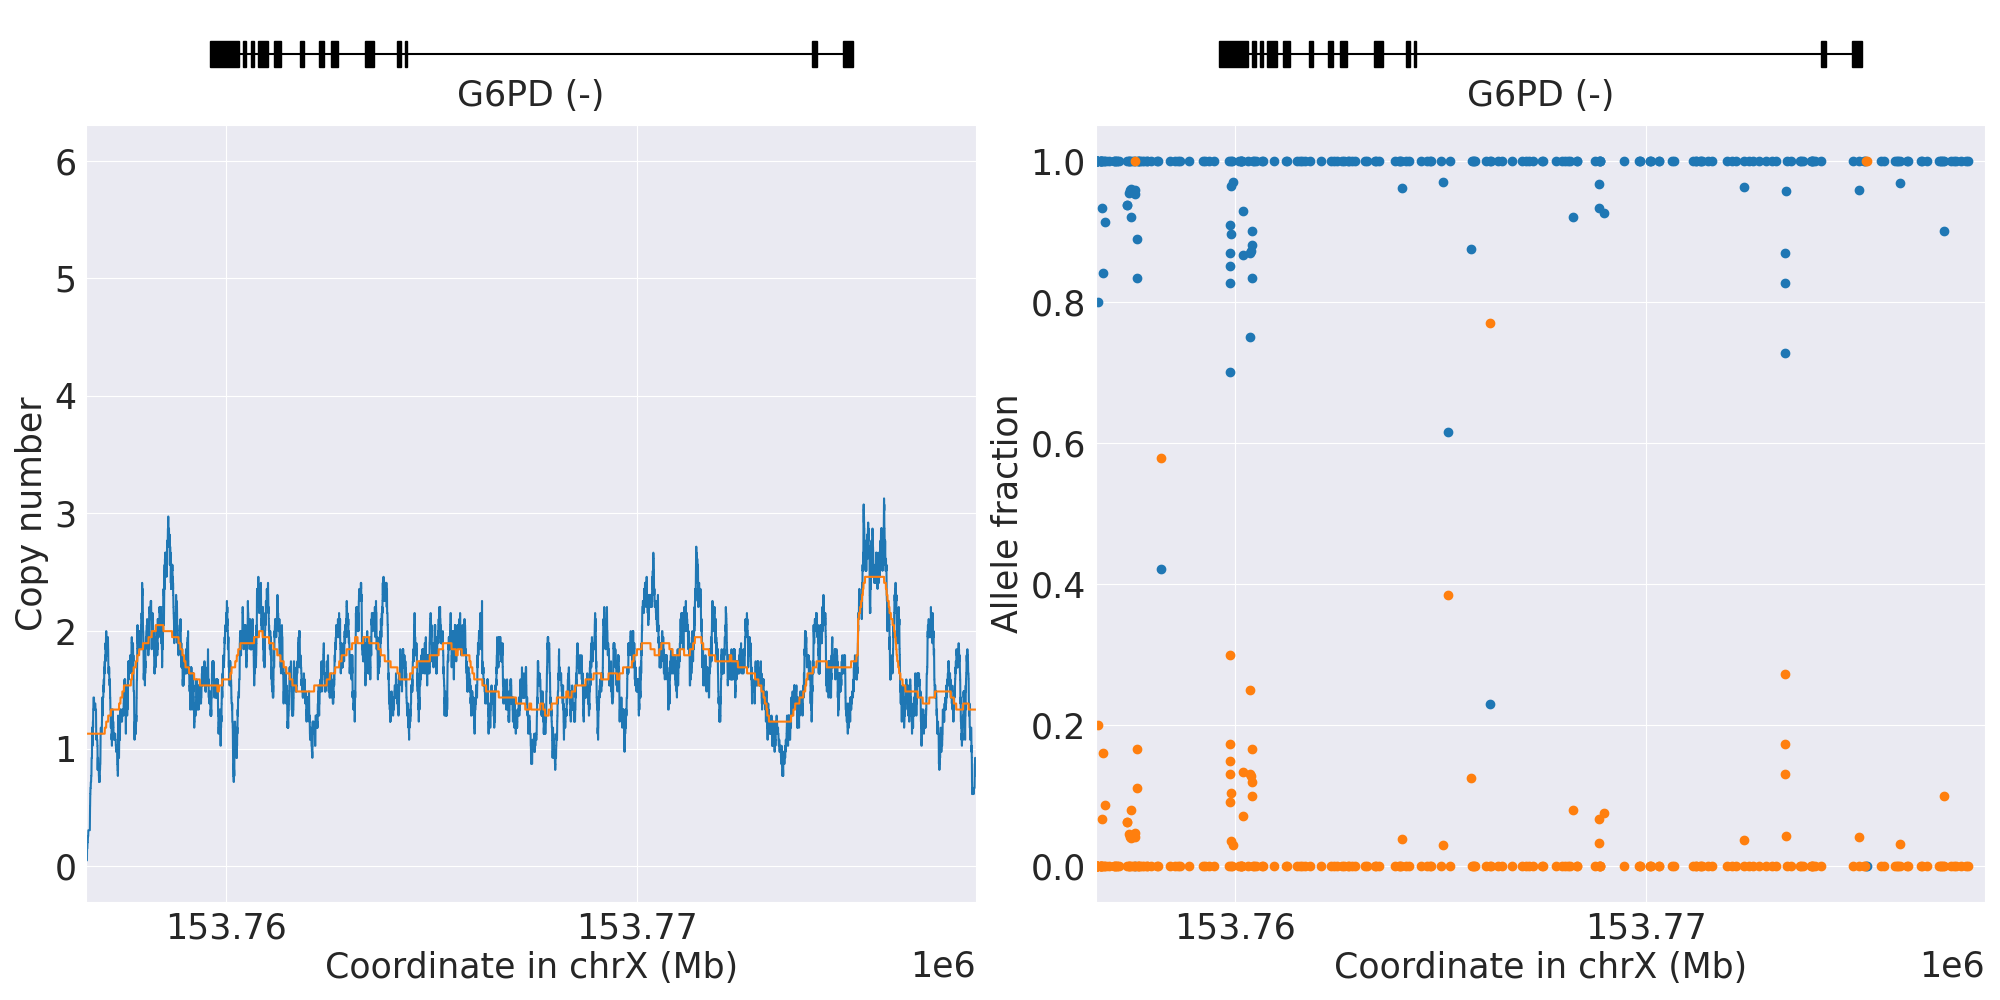 G6PD (-)
G6PD (-)
6
5
4
3
2
1
0
Copy number
153.76
153.77
Coordinate in chrX (Mb)
1e6
1.0
0.8
0.6
0.4
0.2
0.0
Allele fraction
153.76
153.77
Coordinate in chrX (Mb)
1e6